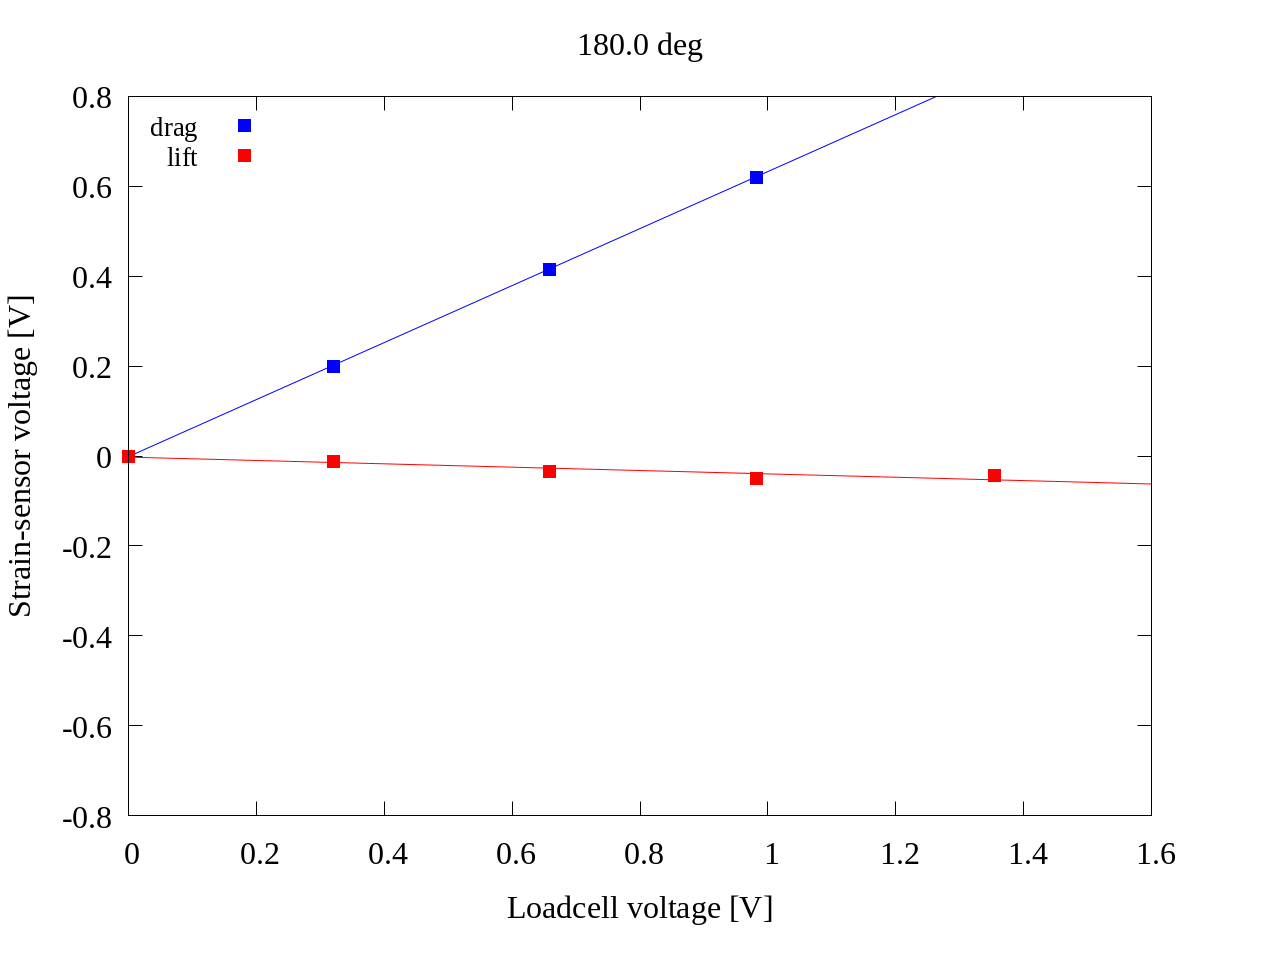 180.0 deg
drag
lift
0.8
0.6
0.4
0.2
0
-0.2
-0.4
-0.6
-0.8
Strain-sensor voltage [V]
0 0.2 0.4 0.6 0.8 1 1.2 1.4 1.6
Loadcell voltage [V]